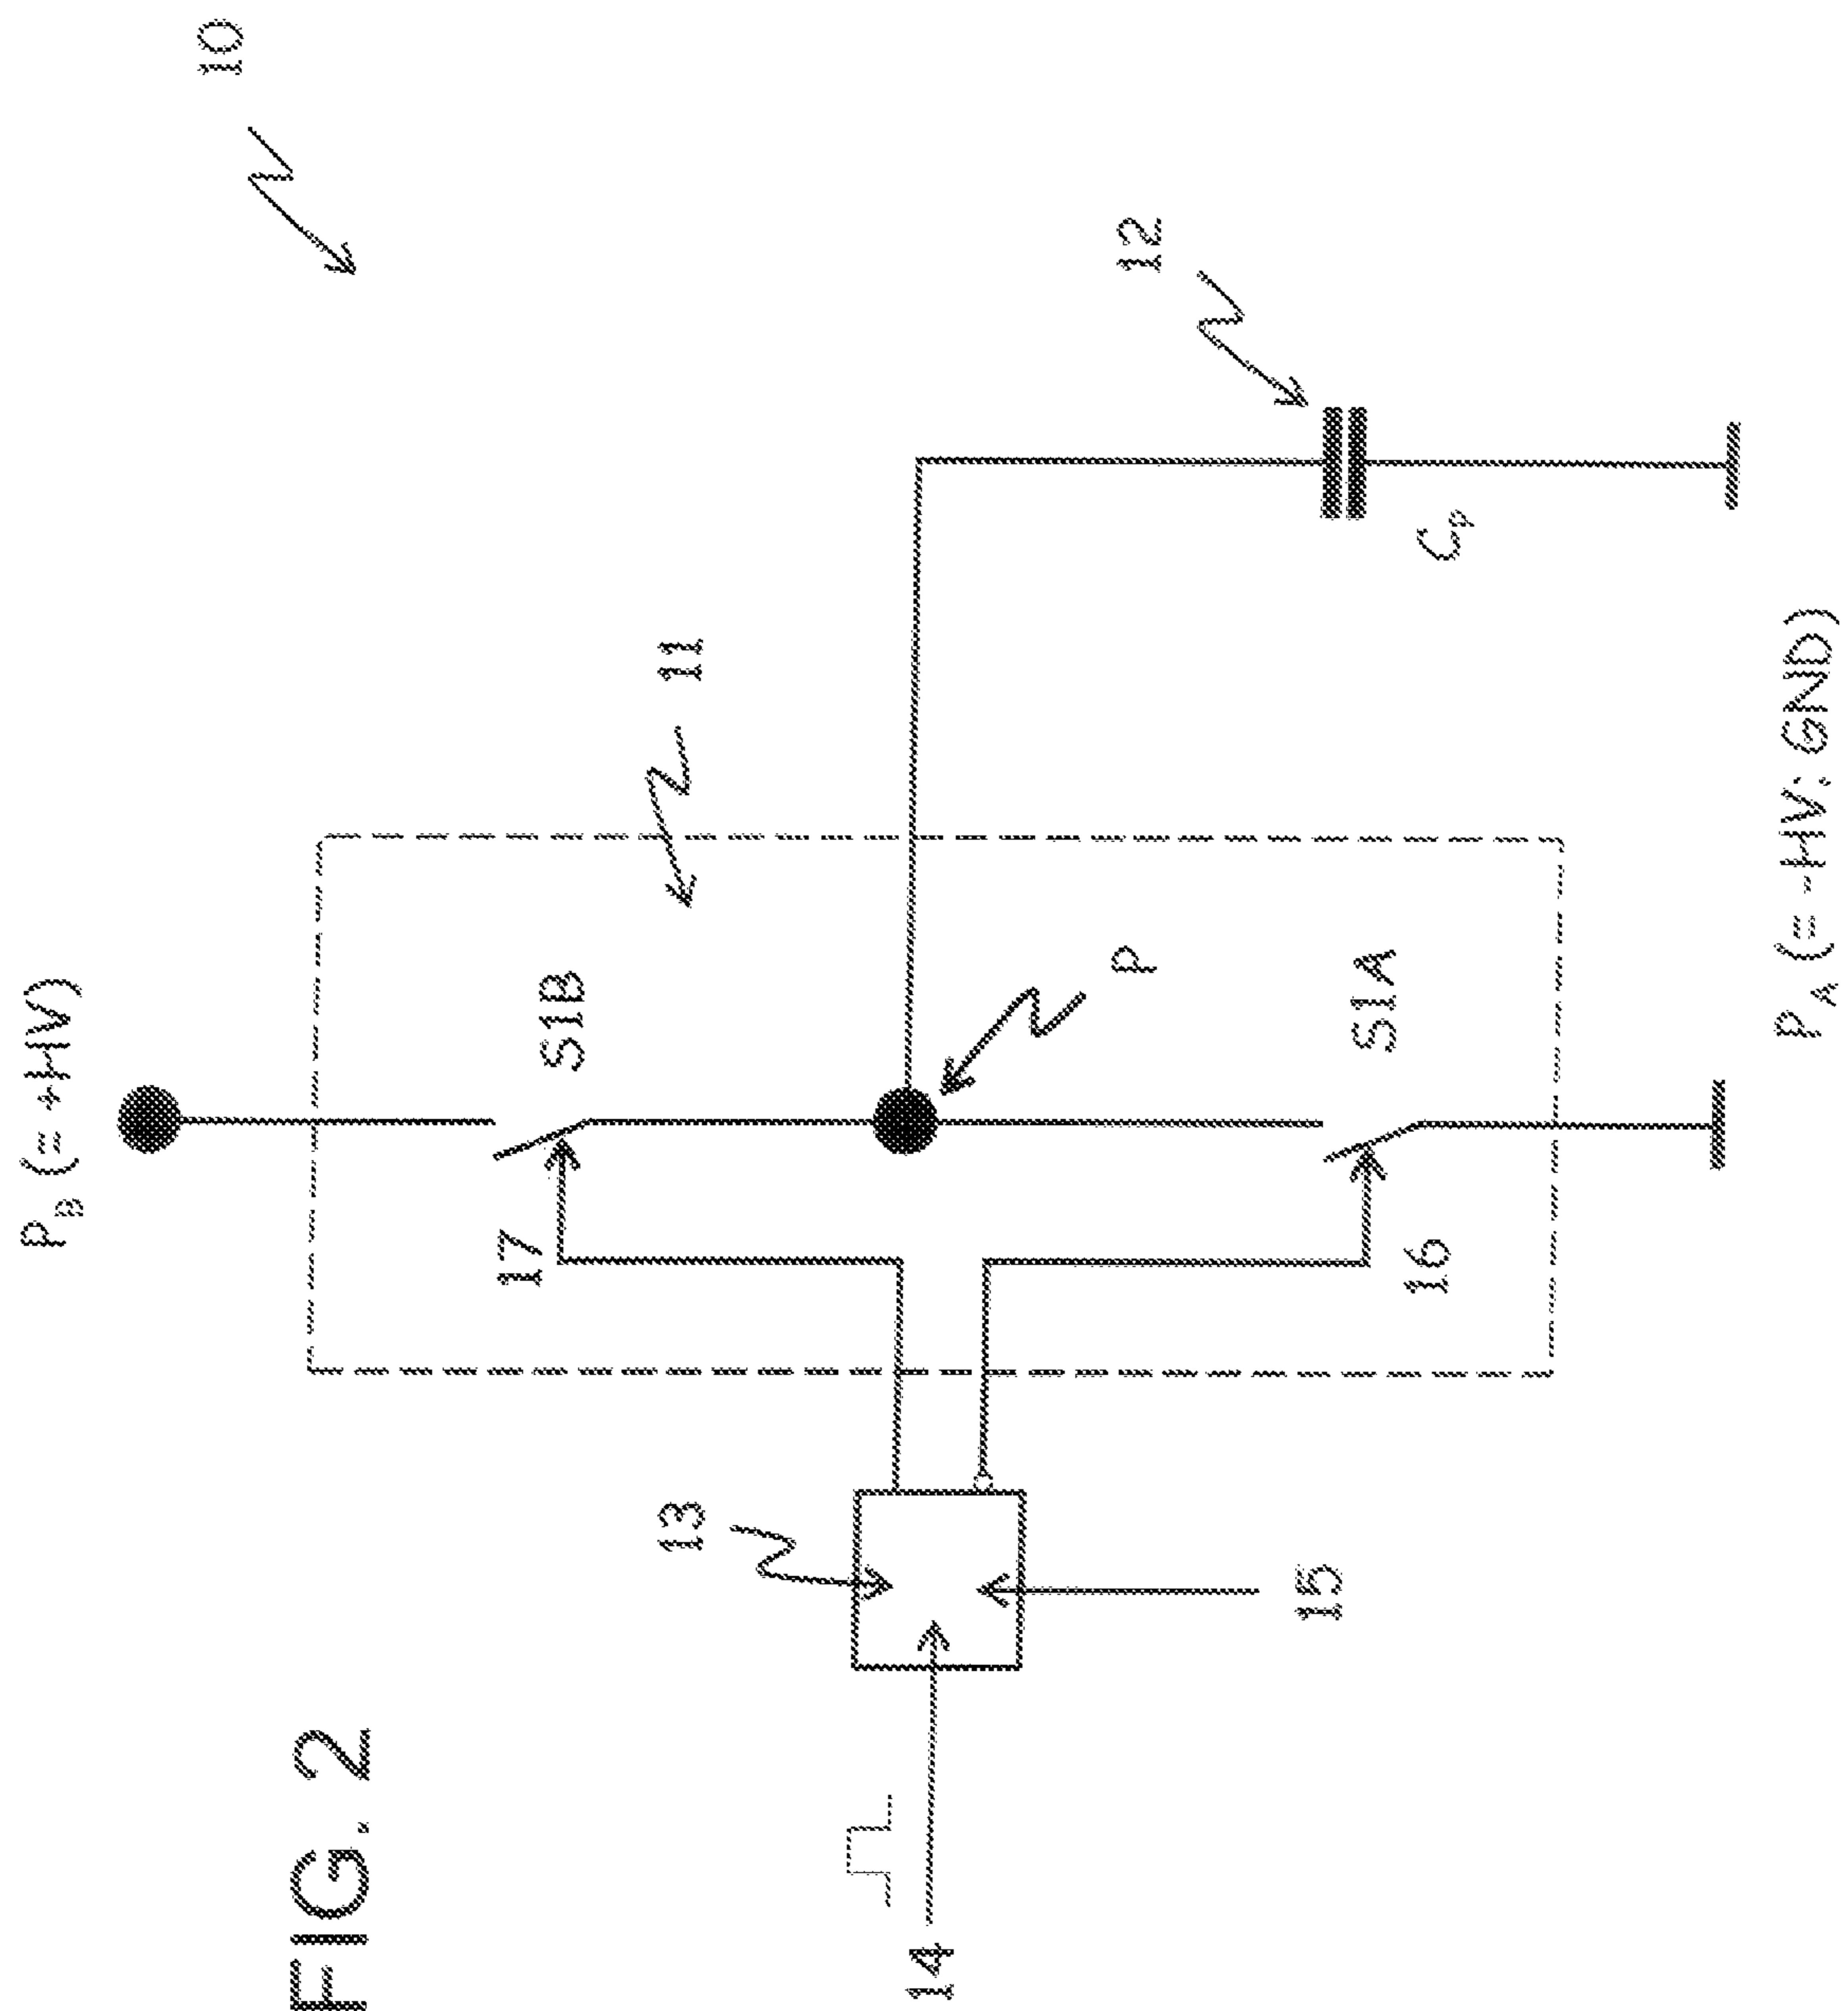 FIG. 2
10
P_B (= +HV)
S1B
11
17
12
13
P
14
15
S1A
16
C_p
P_A (= -HV; GND)